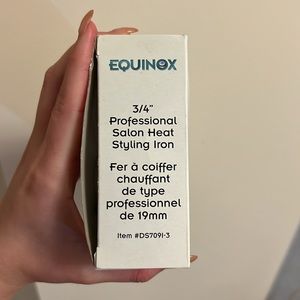 EQUINOX
3/4"
Professional
Salon Heat
Styling Iron
Fer à coiffer
chauffant
de type
professionnel
de 19mm
Item #DS7091-3